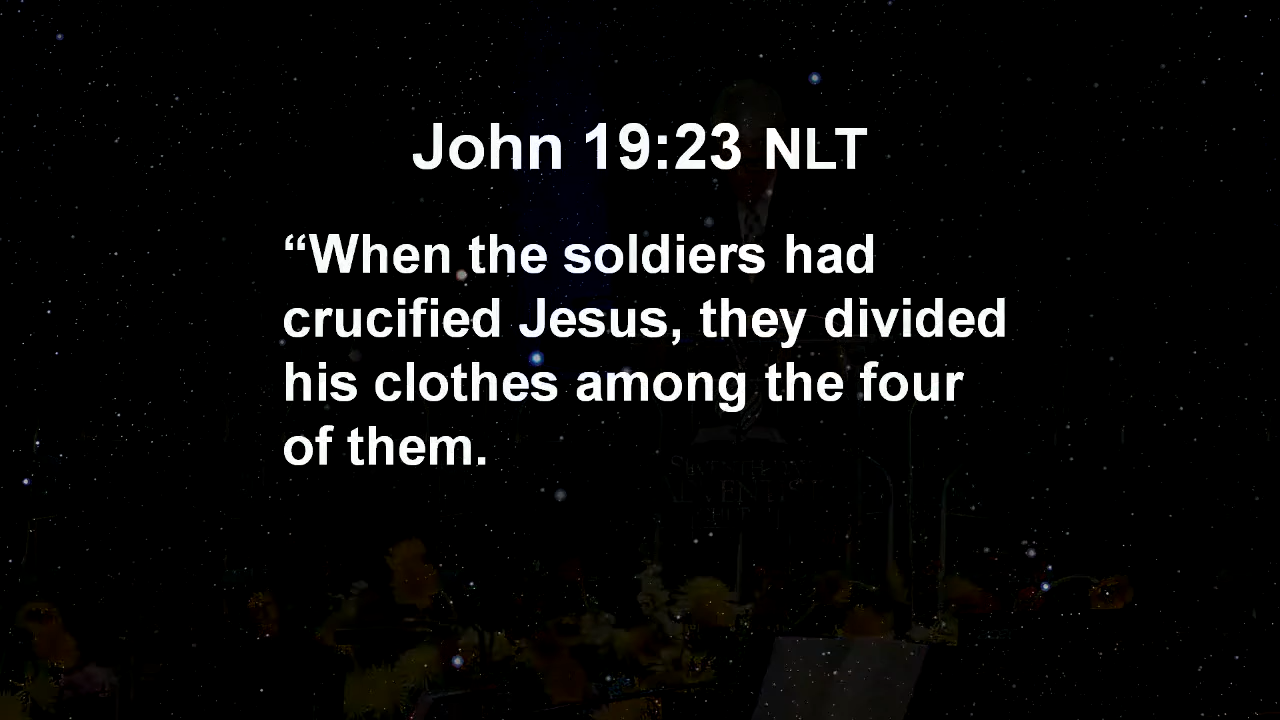 John 19:23 NLT
“When the soldiers had
crucified Jesus, they divided
his clothes among the four
of them.